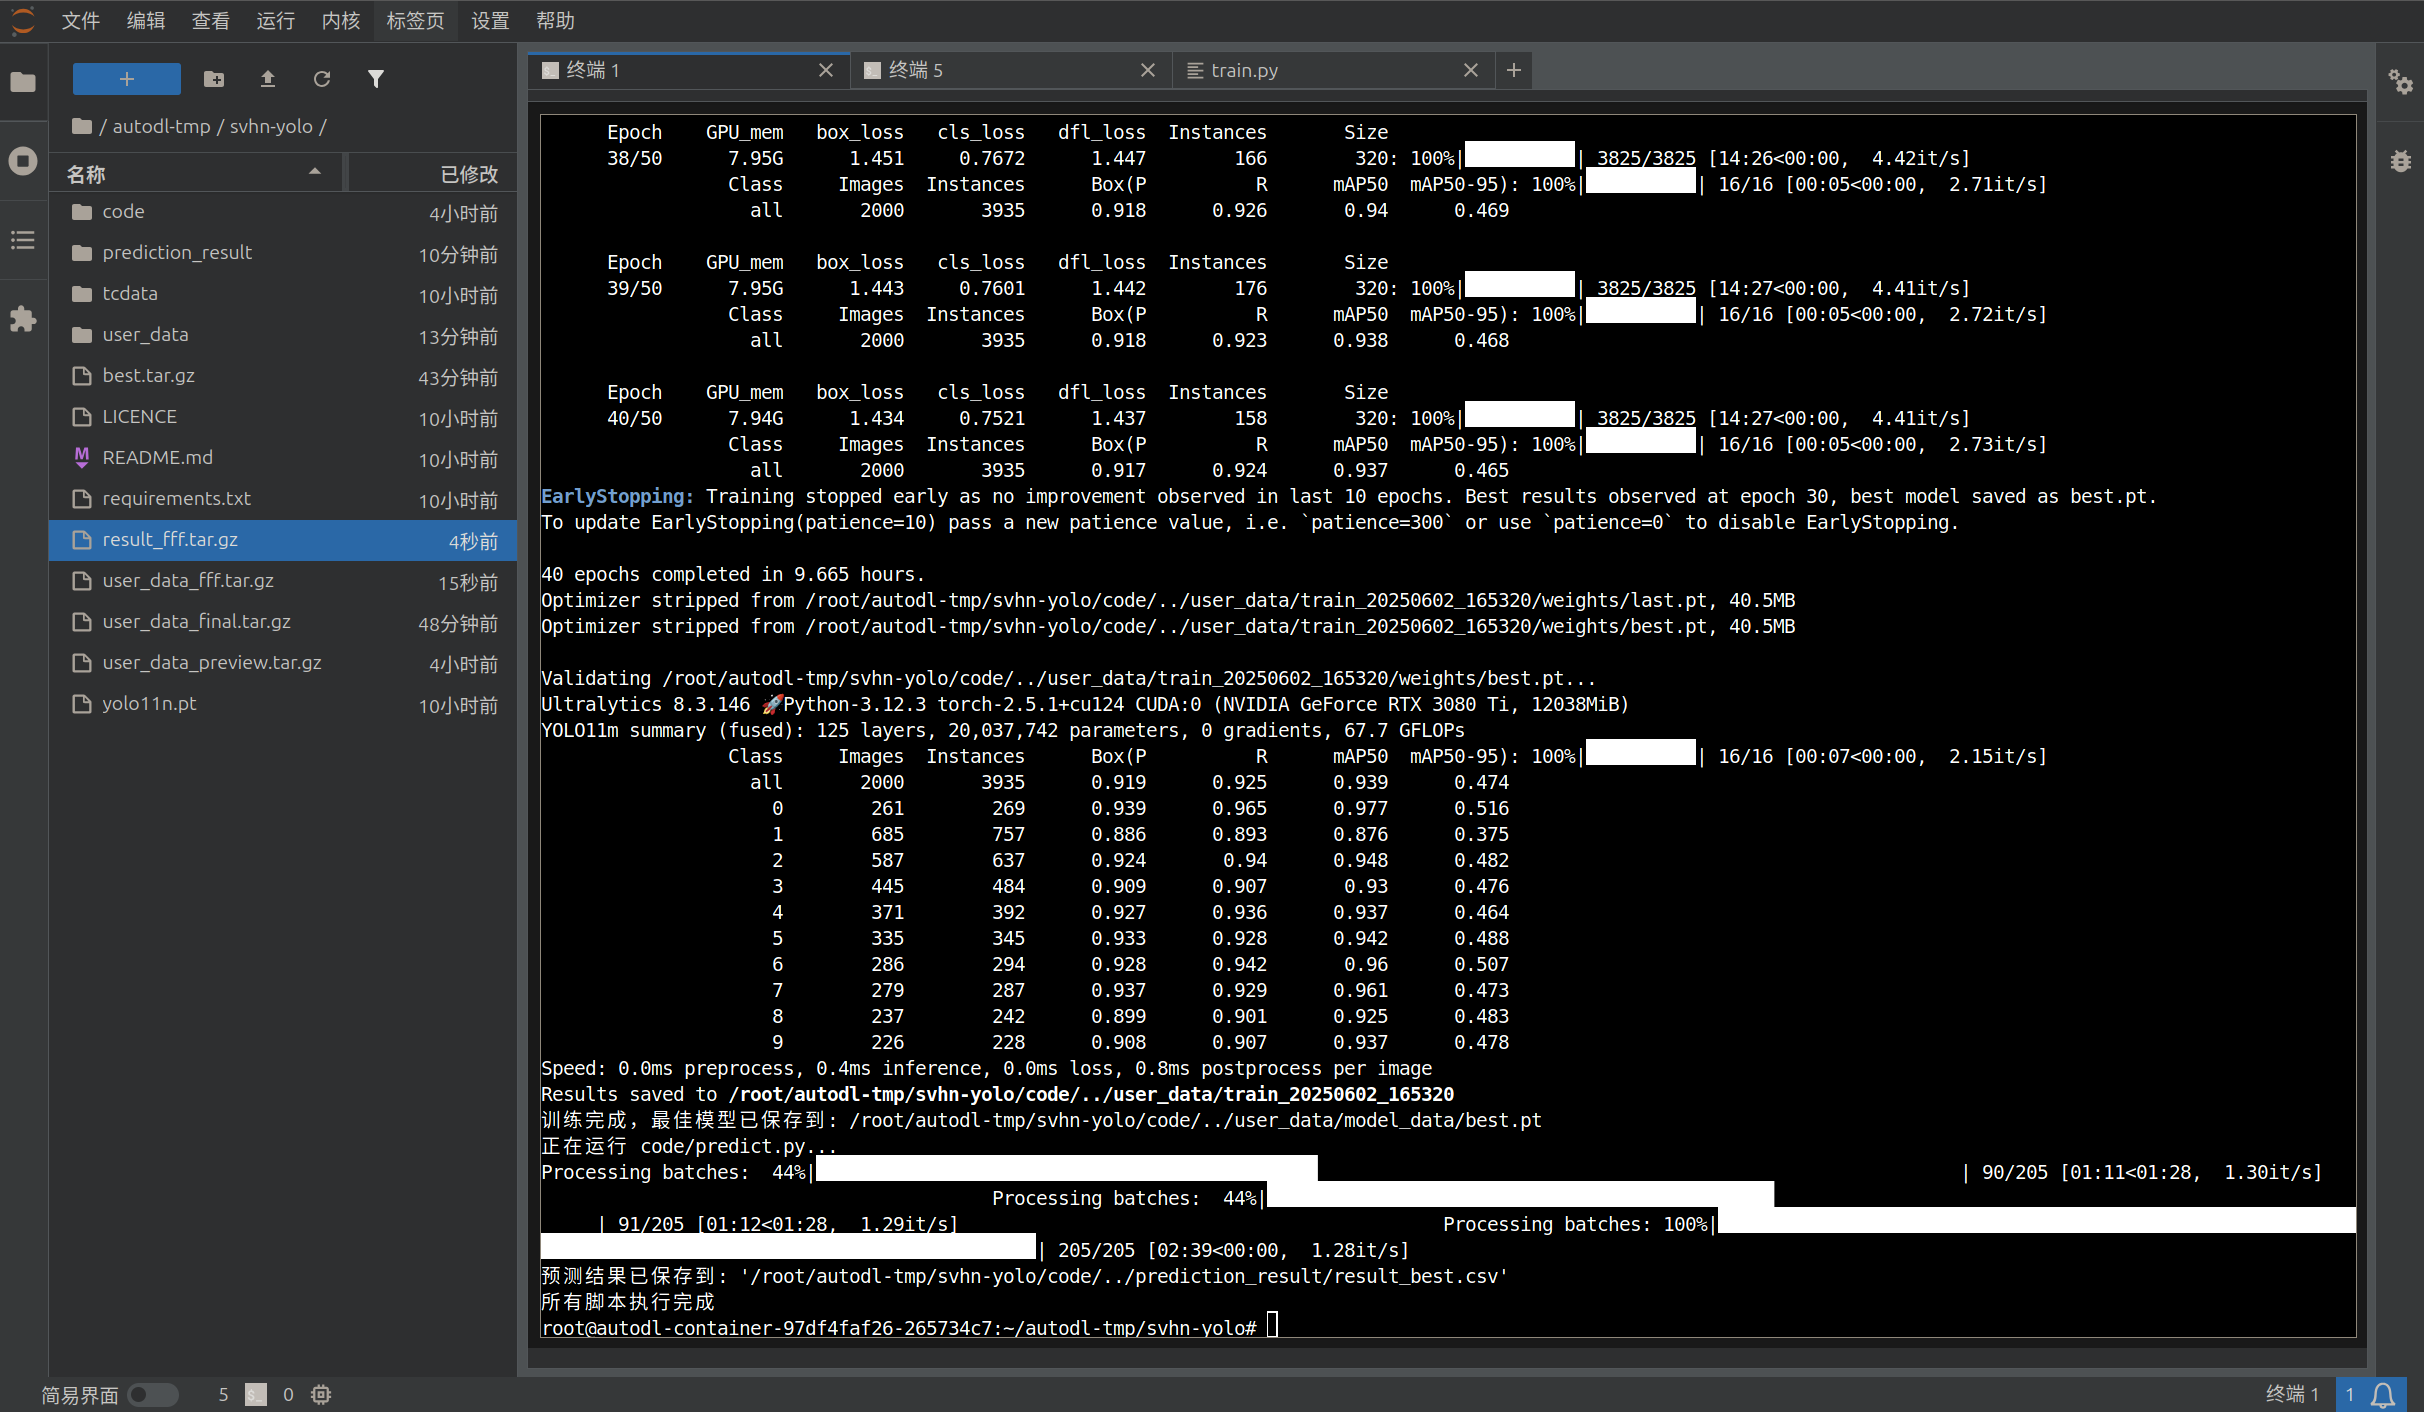 文件 编辑 查看 运行 内核 标签页 设置 帮助
/ autodl-tmp / svhn-yolo /
名称 已修改
code 4小时前
prediction_result 10分钟前
tcdata 10小时前
user_data 13分钟前
best.tar.gz 43分钟前
LICENCE 10小时前
README.md 10小时前
requirements.txt 10小时前
result_fff.tar.gz 4秒前
user_data_fff.tar.gz 15秒前
user_data_final.tar.gz 48分钟前
user_data_preview.tar.gz 4小时前
yolo11n.pt 10小时前
终端 1 终端 5 train.py
Epoch GPU_mem box_loss cls_loss dfl_loss Instances Size
38/50 7.95G 1.451 0.7672 1.447 166 320: 100%| | 3825/3825 [14:26<00:00, 4.42it/s]
Class Images Instances Box(P R mAP50 mAP50-95): 100%| | 16/16 [00:05<00:00, 2.71it/s]
all 2000 3935 0.918 0.926 0.94 0.469
Epoch GPU_mem box_loss cls_loss dfl_loss Instances Size
39/50 7.95G 1.443 0.7601 1.442 176 320: 100%| | 3825/3825 [14:27<00:00, 4.41it/s]
Class Images Instances Box(P R mAP50 mAP50-95): 100%| | 16/16 [00:05<00:00, 2.72it/s]
all 2000 3935 0.918 0.923 0.938 0.468
Epoch GPU_mem box_loss cls_loss dfl_loss Instances Size
40/50 7.94G 1.434 0.7521 1.437 158 320: 100%| | 3825/3825 [14:27<00:00, 4.41it/s]
Class Images Instances Box(P R mAP50 mAP50-95): 100%| | 16/16 [00:05<00:00, 2.73it/s]
all 2000 3935 0.917 0.924 0.937 0.465
EarlyStopping: Training stopped early as no improvement observed in last 10 epochs. Best results observed at epoch 30, best model saved as best.pt.
To update EarlyStopping(patience=10) pass a new patience value, i.e. `patience=300` or use `patience=0` to disable EarlyStopping.
40 epochs completed in 9.665 hours.
Optimizer stripped from /root/autodl-tmp/svhn-yolo/code/../user_data/train_20250602_165320/weights/last.pt, 40.5MB
Optimizer stripped from /root/autodl-tmp/svhn-yolo/code/../user_data/train_20250602_165320/weights/best.pt, 40.5MB
Validating /root/autodl-tmp/svhn-yolo/code/../user_data/train_20250602_165320/weights/best.pt...
Ultralytics 8.3.146 🚀Python-3.12.3 torch-2.5.1+cu124 CUDA:0 (NVIDIA GeForce RTX 3080 Ti, 12038MiB)
YOLO11m summary (fused): 125 layers, 20,037,742 parameters, 0 gradients, 67.7 GFLOPs
Class Images Instances Box(P R mAP50 mAP50-95): 100%| | 16/16 [00:07<00:00, 2.15it/s]
all 2000 3935 0.919 0.925 0.939 0.474
0 261 269 0.939 0.965 0.977 0.516
1 685 757 0.886 0.893 0.876 0.375
2 587 637 0.924 0.94 0.948 0.482
3 445 484 0.909 0.907 0.93 0.476
4 371 392 0.927 0.936 0.937 0.464
5 335 345 0.933 0.928 0.942 0.488
6 286 294 0.928 0.942 0.96 0.507
7 279 287 0.937 0.929 0.961 0.473
8 237 242 0.899 0.901 0.925 0.483
9 226 228 0.908 0.907 0.937 0.478
Speed: 0.0ms preprocess, 0.4ms inference, 0.0ms loss, 0.8ms postprocess per image
Results saved to /root/autodl-tmp/svhn-yolo/code/../user_data/train_20250602_165320
训练完成，最佳模型已保存到: /root/autodl-tmp/svhn-yolo/code/../user_data/model_data/best.pt
正在运行 code/predict.py...
Processing batches: 44%| | 90/205 [01:11<01:28, 1.30it/s]
Processing batches: 44%|
| 91/205 [01:12<01:28, 1.29it/s] Processing batches: 100%|
| 205/205 [02:39<00:00, 1.28it/s]
预测结果已保存到: '/root/autodl-tmp/svhn-yolo/code/../prediction_result/result_best.csv'
所有脚本执行完成
root@autodl-container-97df4faf26-265734c7:~/autodl-tmp/svhn-yolo#
简易界面 5 0 终端 1 1